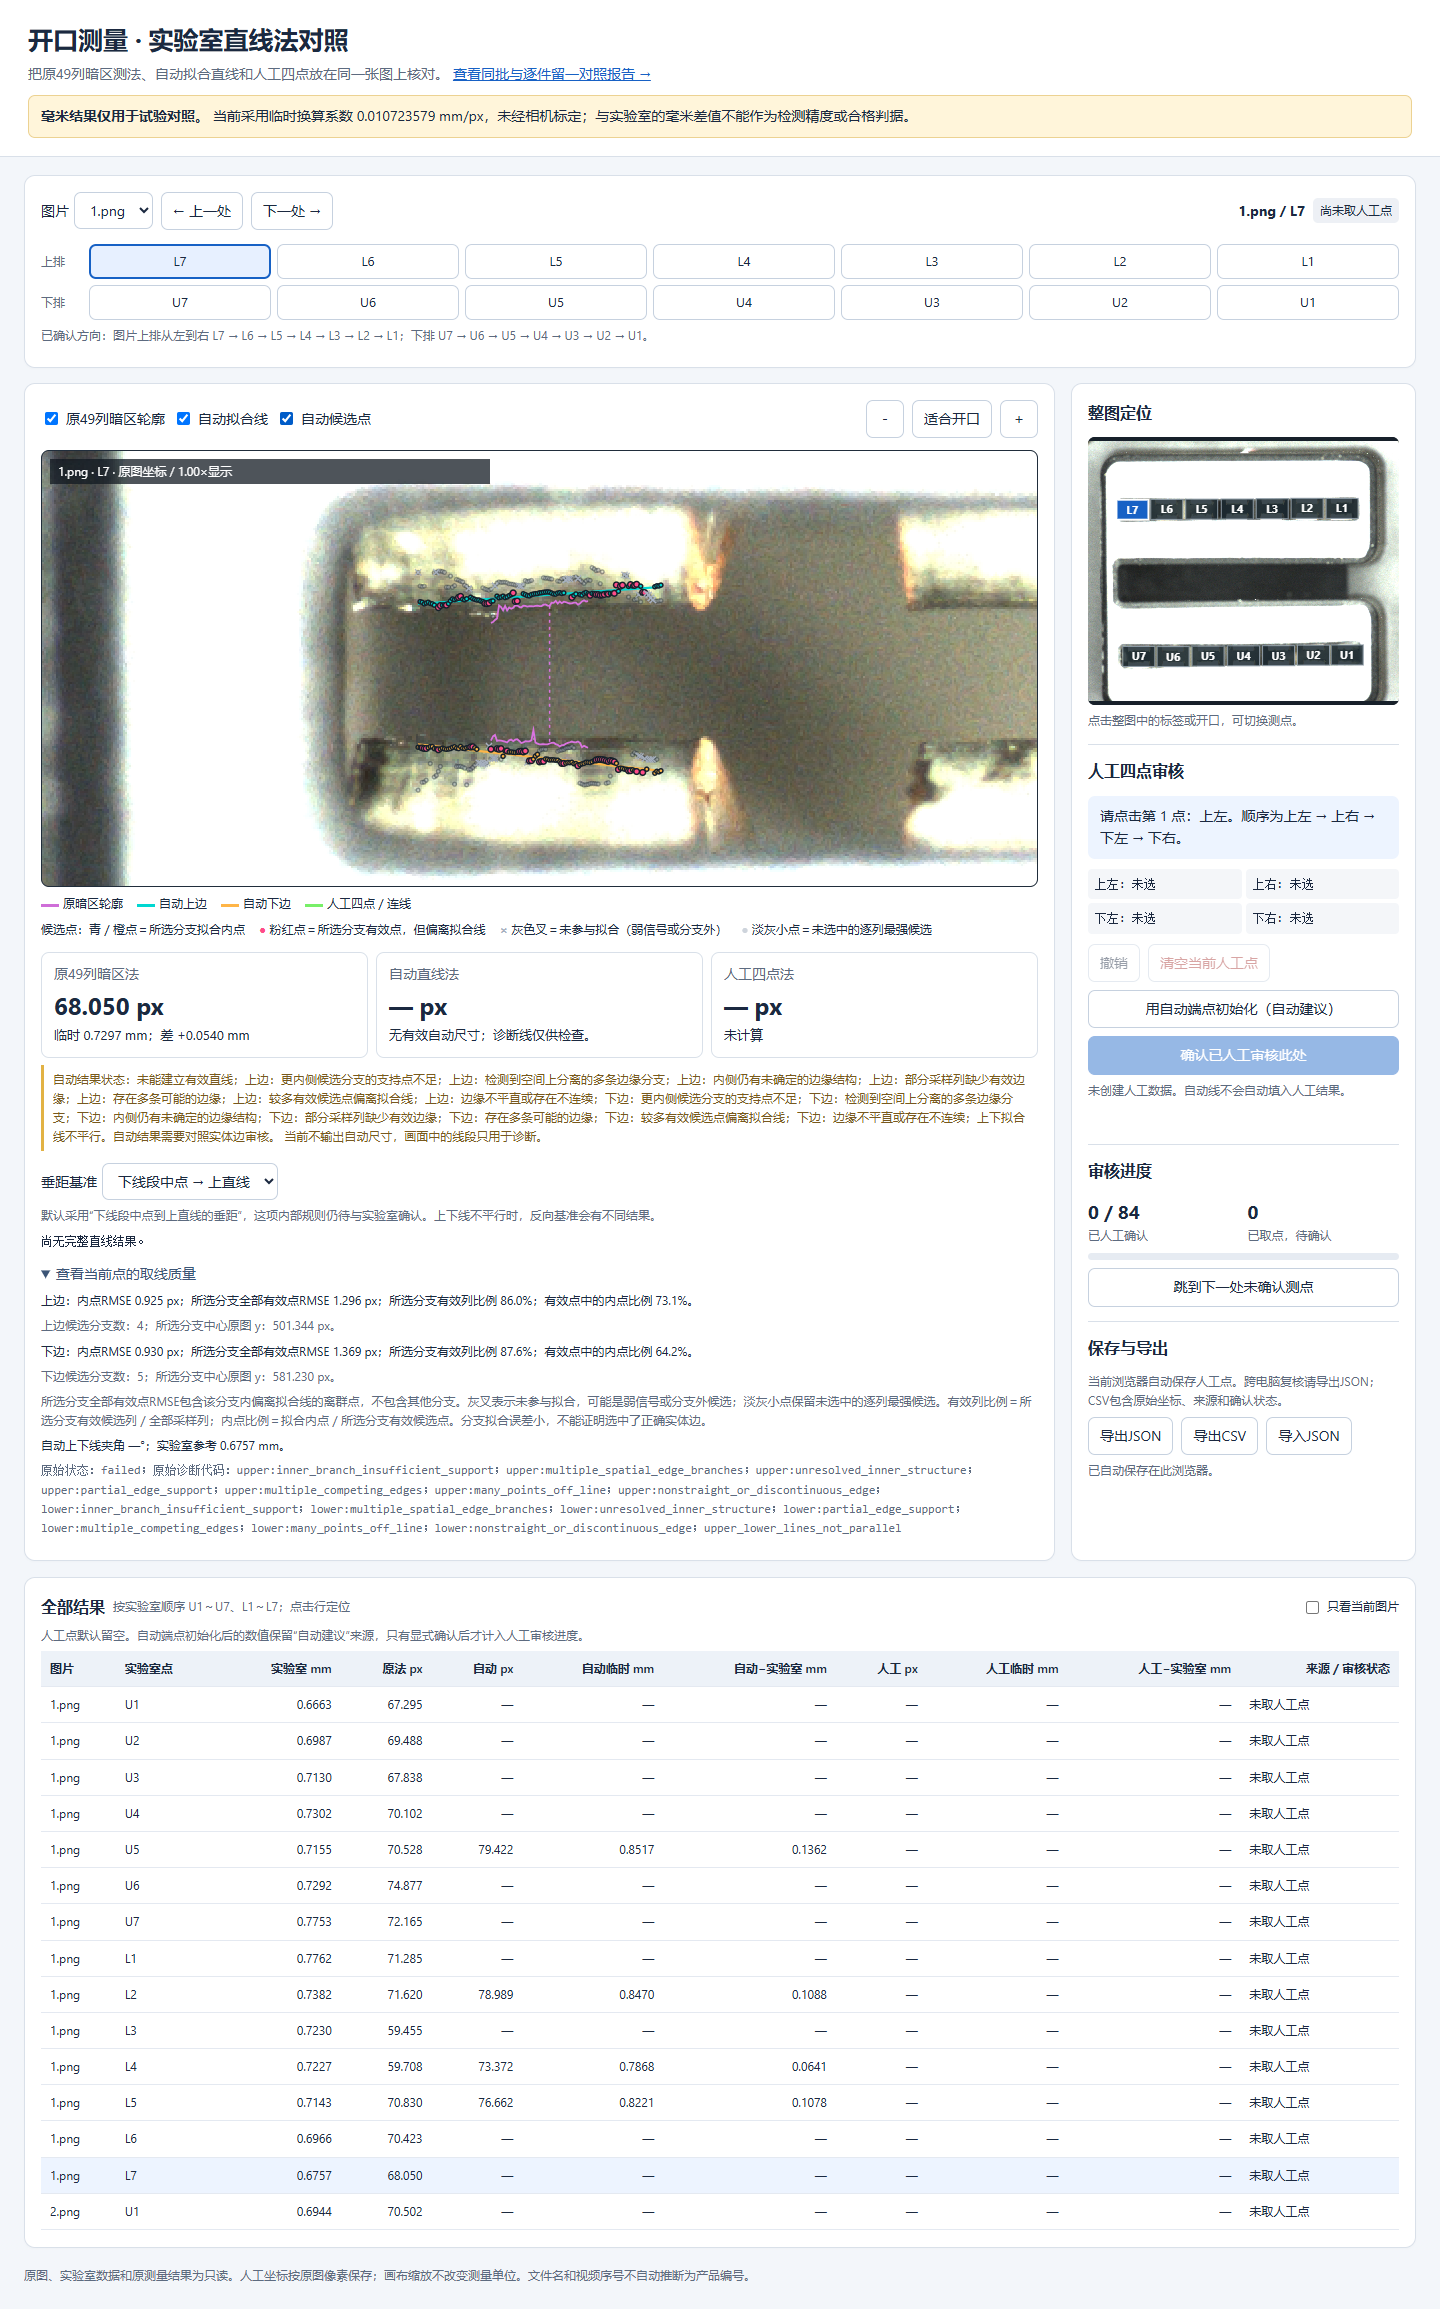 开口测量 · 实验室直线法对照
把原49列暗区测法、自动拟合直线和人工四点放在同一张图上核对。 查看同批与逐件留一对照报告 →
毫米结果仅用于试验对照。 当前采用临时换算系数 0.010723579 mm/px，未经相机标定；与实验室的毫米差值不能作为检测精度或合格判据。
图片 1.png ← 上一处 下一处 → 1.png / L7 尚未取人工点
上排 L7 L6 L5 L4 L3 L2 L1
下排 U7 U6 U5 U4 U3 U2 U1
已确认方向：图片上排从左到右 L7 → L6 → L5 → L4 → L3 → L2 → L1；下排 U7 → U6 → U5 → U4 → U3 → U2 → U1。
原49列暗区轮廓 自动拟合线 自动候选点 - 适合开口 +
1.png · L7 · 原图坐标 / 1.00×显示
原暗区轮廓 自动上边 自动下边 人工四点 / 连线
候选点：青 / 橙点＝所选分支拟合内点 ● 粉红点＝所选分支有效点，但偏离拟合线 × 灰色叉＝未参与拟合（弱信号或分支外） ● 淡灰小点＝未选中的逐列最强候选
原49列暗区法
68.050 px
临时 0.7297 mm；差 +0.0540 mm
自动直线法
— px
无有效自动尺寸；诊断线仅供检查。
人工四点法
— px
未计算
自动结果状态：未能建立有效直线；上边：更内侧候选分支的支持点不足；上边：检测到空间上分离的多条边缘分支；上边：内侧仍有未确定的边缘结构；上边：部分采样列缺少有效边
缘；上边：存在多条可能的边缘；上边：较多有效候选点偏离拟合线；上边：边缘不平直或存在不连续；下边：更内侧候选分支的支持点不足；下边：检测到空间上分离的多条边缘分
支；下边：内侧仍有未确定的边缘结构；下边：部分采样列缺少有效边缘；下边：存在多条可能的边缘；下边：较多有效候选点偏离拟合线；下边：边缘不平直或存在不连续；上下拟合
线不平行。自动结果需要对照实体边审核。 当前不输出自动尺寸，画面中的线段只用于诊断。
垂距基准 下线段中点 → 上直线
默认采用“下线段中点到上直线的垂距”，这项内部规则仍待与实验室确认。上下线不平行时，反向基准会有不同结果。
尚无完整直线结果。
▼ 查看当前点的取线质量
上边：内点RMSE 0.925 px；所选分支全部有效点RMSE 1.296 px；所选分支有效列比例 86.0%；有效点中的内点比例 73.1%。
上边候选分支数：4；所选分支中心原图 y：501.344 px。
下边：内点RMSE 0.930 px；所选分支全部有效点RMSE 1.369 px；所选分支有效列比例 87.6%；有效点中的内点比例 64.2%。
下边候选分支数：5；所选分支中心原图 y：581.230 px。
所选分支全部有效点RMSE包含该分支内偏离拟合线的离群点，不包含其他分支。灰叉表示未参与拟合，可能是弱信号或分支外候选；淡灰小点保留未选中的逐列最强候选。有效列比例＝所
选分支有效候选列 / 全部采样列；内点比例＝拟合内点 / 所选分支有效候选点。分支拟合误差小，不能证明选中了正确实体边。
自动上下线夹角 —°；实验室参考 0.6757 mm。
原始状态：failed；原始诊断代码：upper:inner_branch_insufficient_support；upper:multiple_spatial_edge_branches；upper:unresolved_inner_structure；
upper:partial_edge_support；upper:multiple_competing_edges；upper:many_points_off_line；upper:nonstraight_or_discontinuous_edge；
lower:inner_branch_insufficient_support；lower:multiple_spatial_edge_branches；lower:unresolved_inner_structure；lower:partial_edge_support；
lower:multiple_competing_edges；lower:many_points_off_line；lower:nonstraight_or_discontinuous_edge；upper_lower_lines_not_parallel
整图定位
L7 L6 L5 L4 L3 L2 L1
U7 U6 U5 U4 U3 U2 U1
点击整图中的标签或开口，可切换测点。
人工四点审核
请点击第 1 点：上左。顺序为上左 → 上右 →
下左 → 下右。
上左：未选 上右：未选
下左：未选 下右：未选
撤销 清空当前人工点
用自动端点初始化（自动建议）
确认已人工审核此处
未创建人工数据。自动线不会自动填入人工结果。
审核进度
0 / 84 0
已人工确认 已取点，待确认
跳到下一处未确认测点
保存与导出
当前浏览器自动保存人工点。跨电脑复核请导出JSON；
CSV包含原始坐标、来源和确认状态。
导出JSON 导出CSV 导入JSON
已自动保存在此浏览器。
全部结果 按实验室顺序 U1～U7、L1～L7；点击行定位 只看当前图片
人工点默认留空。自动端点初始化后的数值保留“自动建议”来源，只有显式确认后才计入人工审核进度。
图片 实验室点 实验室 mm 原法 px 自动 px 自动临时 mm 自动−实验室 mm 人工 px 人工临时 mm 人工−实验室 mm 来源 / 审核状态
1.png U1 0.6663 67.295 — — — — — — 未取人工点
1.png U2 0.6987 69.488 — — — — — — 未取人工点
1.png U3 0.7130 67.838 — — — — — — 未取人工点
1.png U4 0.7302 70.102 — — — — — — 未取人工点
1.png U5 0.7155 70.528 79.422 0.8517 0.1362 — — — 未取人工点
1.png U6 0.7292 74.877 — — — — — — 未取人工点
1.png U7 0.7753 72.165 — — — — — — 未取人工点
1.png L1 0.7762 71.285 — — — — — — 未取人工点
1.png L2 0.7382 71.620 78.989 0.8470 0.1088 — — — 未取人工点
1.png L3 0.7230 59.455 — — — — — — 未取人工点
1.png L4 0.7227 59.708 73.372 0.7868 0.0641 — — — 未取人工点
1.png L5 0.7143 70.830 76.662 0.8221 0.1078 — — — 未取人工点
1.png L6 0.6966 70.423 — — — — — — 未取人工点
1.png L7 0.6757 68.050 — — — — — — 未取人工点
2.png U1 0.6944 70.502 — — — — — — 未取人工点
原图、实验室数据和原测量结果为只读。人工坐标按原图像素保存；画布缩放不改变测量单位。文件名和视频序号不自动推断为产品编号。